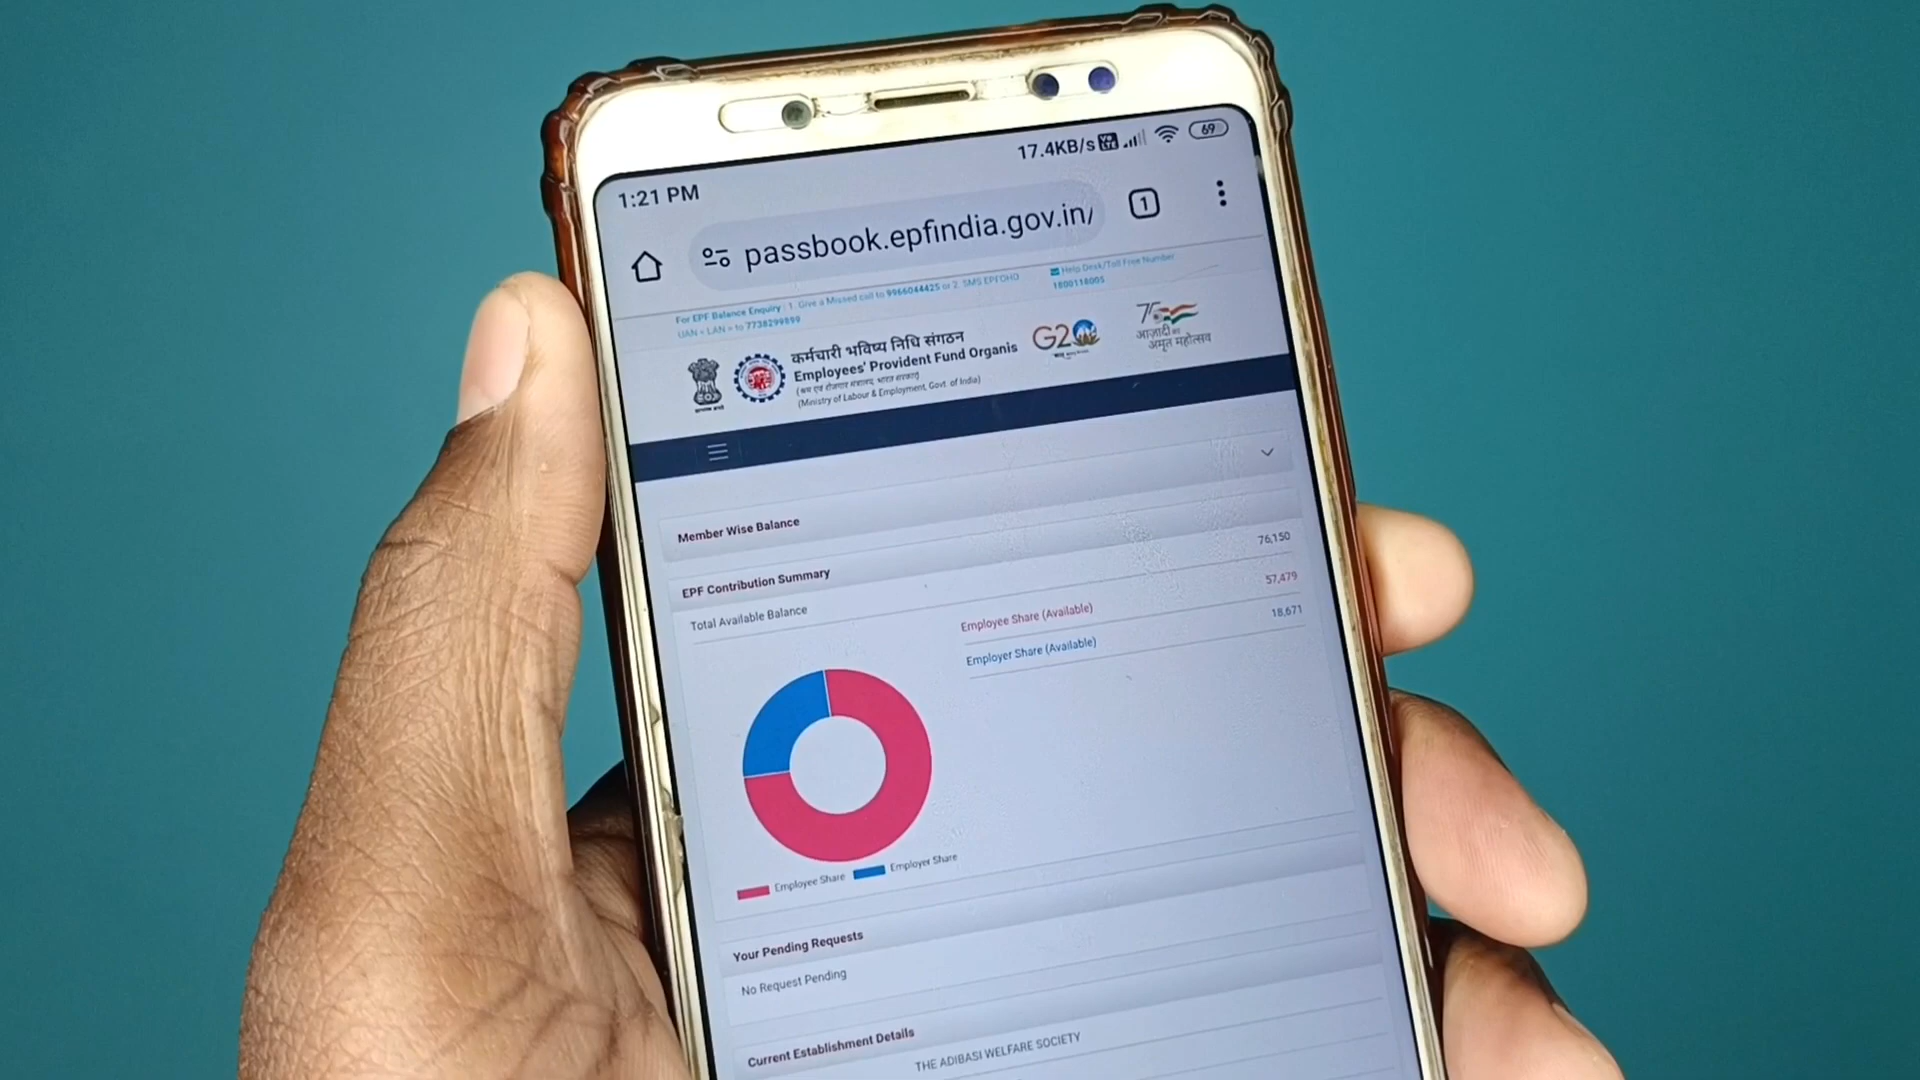 1:21 PM
17.4KB/s
69
passbook.epfindia.gov.in/
1
For EPF Balance Enquiry : 1. Give a Missed call to 9966044425 or 2. SMS EPFOHO
UAN < LAN > to 7738299899
Help Desk/Toll Free Number
1800118005
कर्मचारी भविष्य निधि संगठन
Employees' Provident Fund Organis
(श्रम एवं रोजगार मंत्रालय, भारत सरकार)
(Ministry of Labour & Employment, Govt. of India)
G20
75
आज़ादी का
अमृत महोत्सव
Member Wise Balance
EPF Contribution Summary
Total Available Balance
76,150
Employee Share (Available)
57,479
Employer Share (Available)
18,671
Employee Share
Employer Share
Your Pending Requests
No Request Pending
Current Establishment Details
THE ADIBASI WELFARE SOCIETY